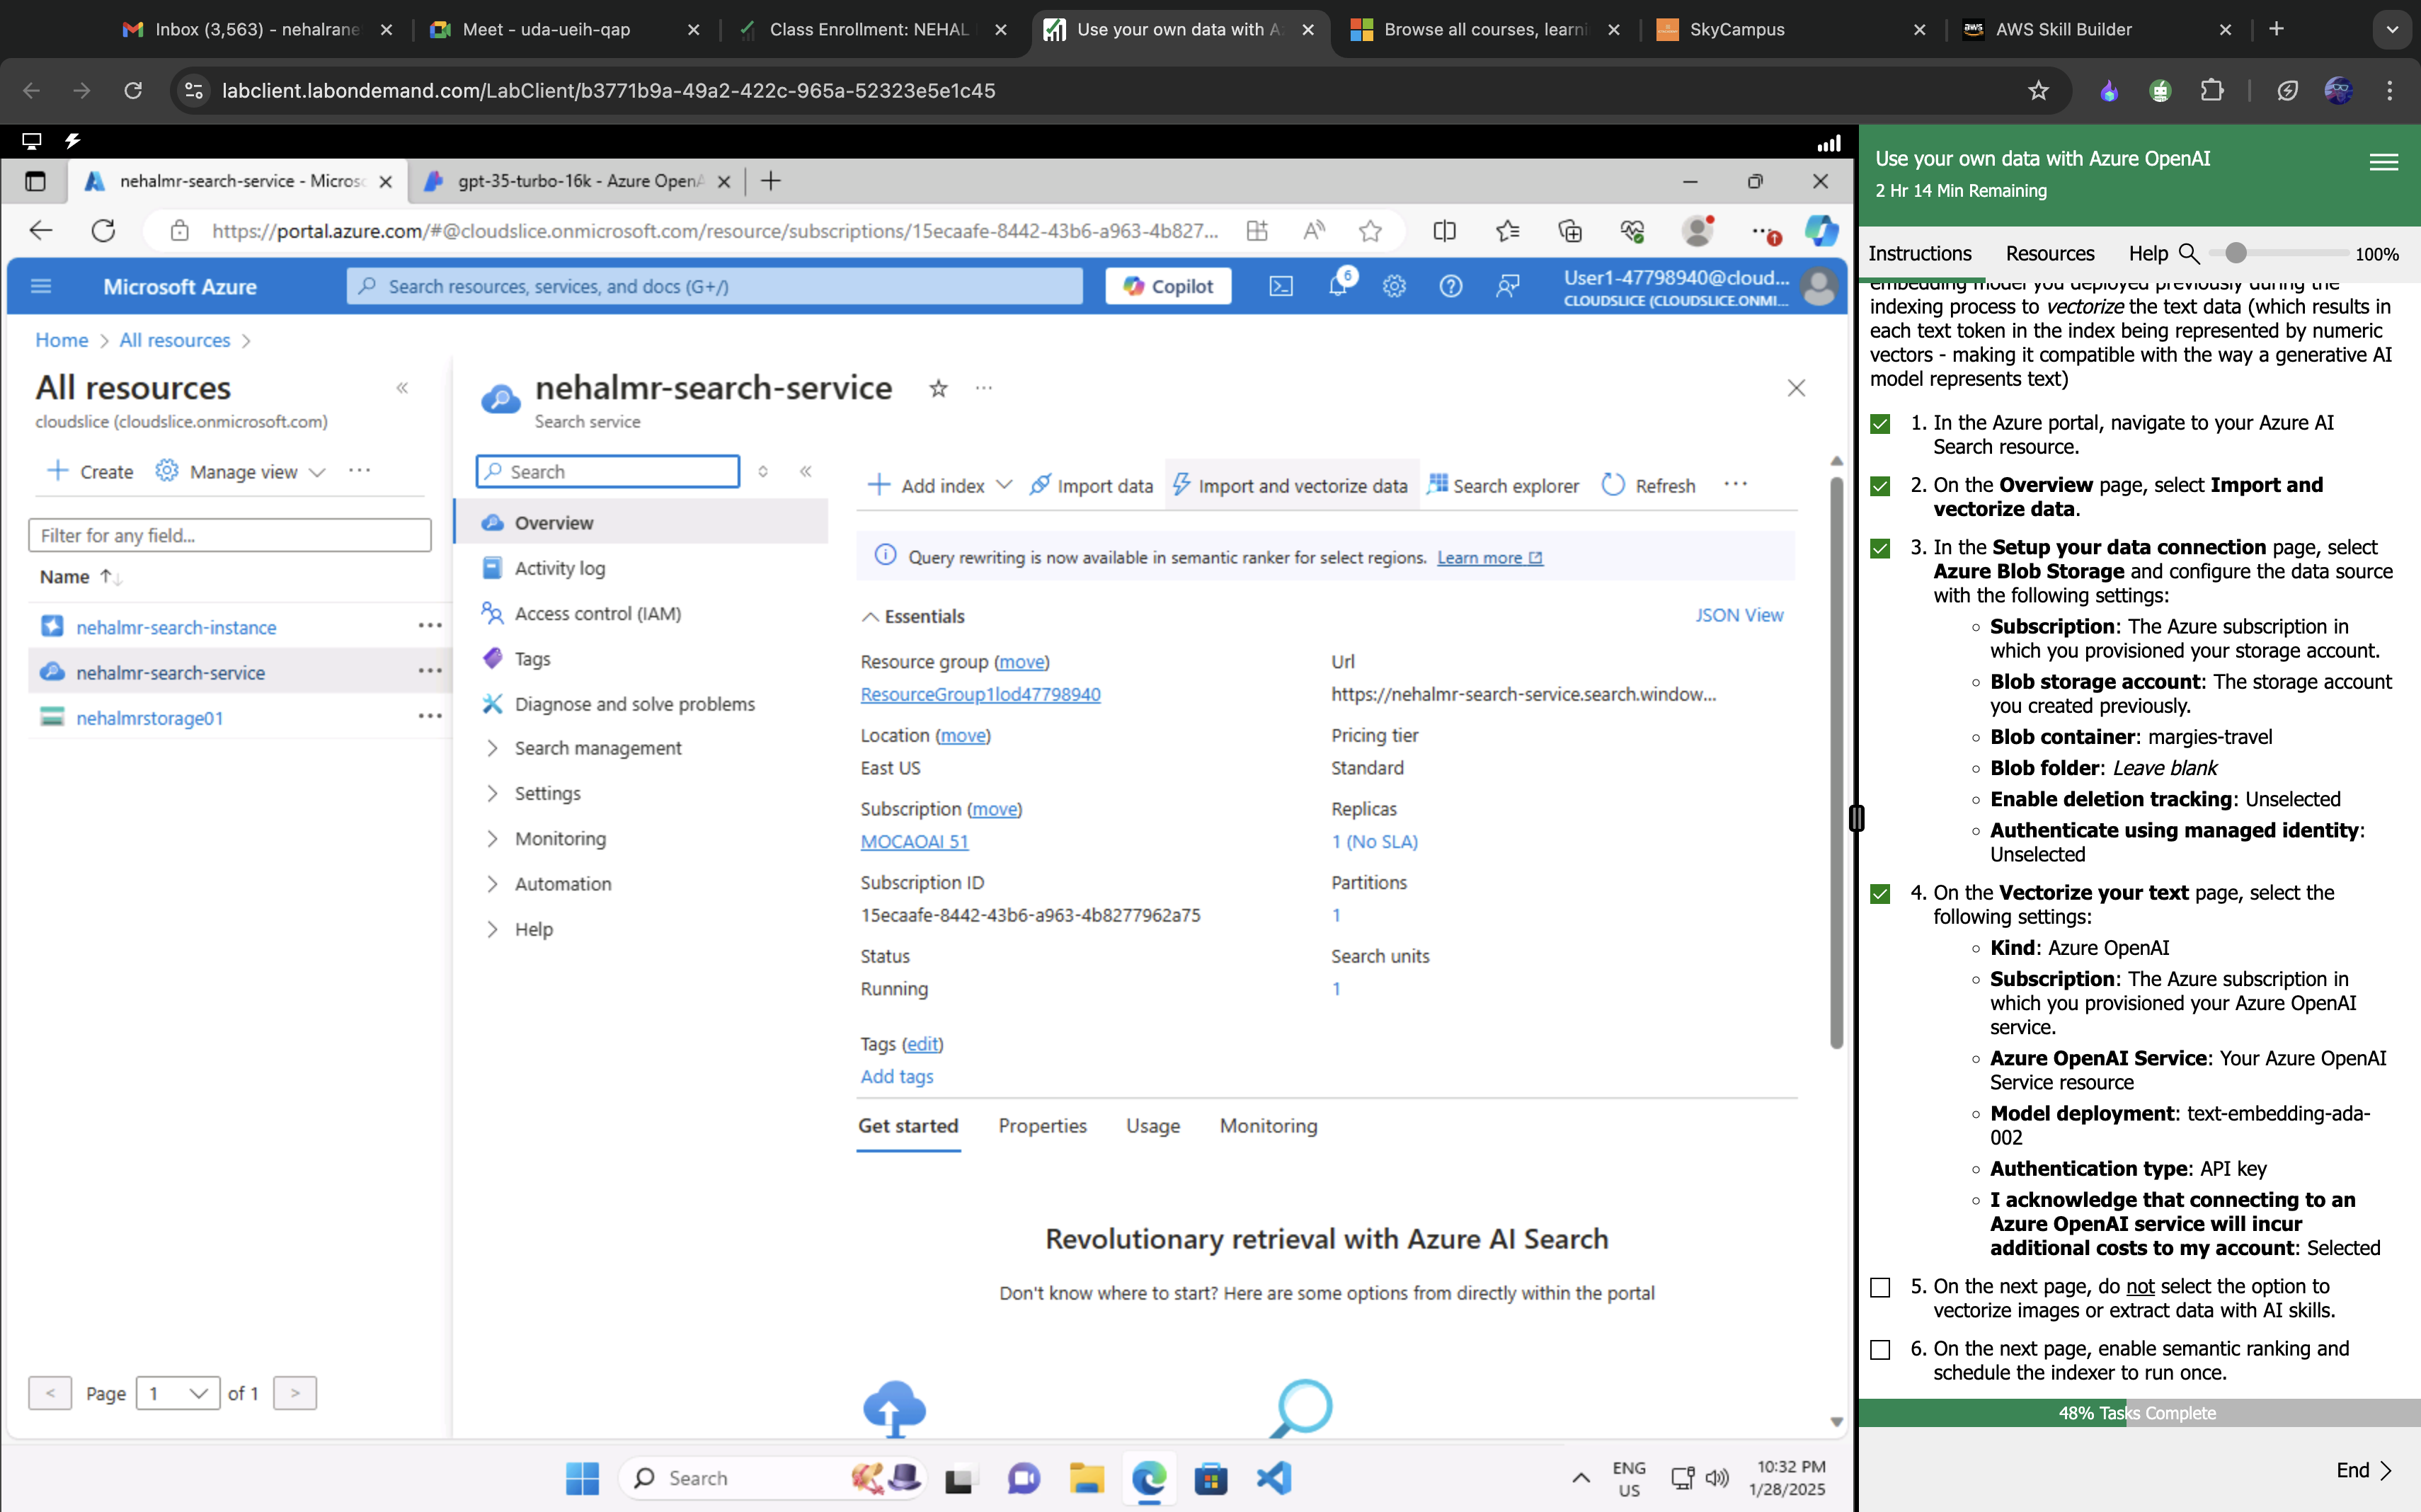 Inbox (3,563) - nehalrane
Meet - uda-ueih-qap
Class Enrollment: NEHAL
Use your own data with A
Browse all courses, learni
SkyCampus
aws
AWS Skill Builder
labclient.labondemand.com/LabClient/b3771b9a-49a2-422c-965a-52323e5e1c45
nehalmr-search-service - Microsc
gpt-35-turbo-16k - Azure OpenA
https://portal.azure.com/#@cloudslice.onmicrosoft.com/resource/subscriptions/15ecaafe-8442-43b6-a963-4b827...
Microsoft Azure
Search resources, services, and docs (G+/)
Copilot
6
User1-47798940@cloud...
CLOUDSLICE (CLOUDSLICE.ONMI...
Home > All resources >
All resources
cloudslice (cloudslice.onmicrosoft.com)
Create
Manage view
Filter for any field...
Name
nehalmr-search-instance
nehalmr-search-service
nehalmrstorage01
< Page 1 of 1 >
nehalmr-search-service
Search service
Search
Overview
Activity log
Access control (IAM)
Tags
Diagnose and solve problems
Search management
Settings
Monitoring
Automation
Help
Add index
Import data
Import and vectorize data
Search explorer
Refresh
Query rewriting is now available in semantic ranker for select regions. Learn more
Essentials
JSON View
Resource group (move)
ResourceGroup1lod47798940
Location (move)
East US
Subscription (move)
MOCAOAI 51
Subscription ID
15ecaafe-8442-43b6-a963-4b8277962a75
Status
Running
Url
https://nehalmr-search-service.search.window...
Pricing tier
Standard
Replicas
1 (No SLA)
Partitions
1
Search units
1
Tags (edit)
Add tags
Get started
Properties
Usage
Monitoring
Revolutionary retrieval with Azure AI Search
Don't know where to start? Here are some options from directly within the portal
Search
ENG
US
10:32 PM
1/28/2025
Use your own data with Azure OpenAI
2 Hr 14 Min Remaining
Instructions
Resources
Help
100%
embedding model you deployed previously during the
indexing process to vectorize the text data (which results in
each text token in the index being represented by numeric
vectors - making it compatible with the way a generative AI
model represents text)
1. In the Azure portal, navigate to your Azure AI
Search resource.
2. On the Overview page, select Import and
vectorize data.
3. In the Setup your data connection page, select
Azure Blob Storage and configure the data source
with the following settings:
Subscription: The Azure subscription in
which you provisioned your storage account.
Blob storage account: The storage account
you created previously.
Blob container: margies-travel
Blob folder: Leave blank
Enable deletion tracking: Unselected
Authenticate using managed identity:
Unselected
4. On the Vectorize your text page, select the
following settings:
Kind: Azure OpenAI
Subscription: The Azure subscription in
which you provisioned your Azure OpenAI
service.
Azure OpenAI Service: Your Azure OpenAI
Service resource
Model deployment: text-embedding-ada-
002
Authentication type: API key
I acknowledge that connecting to an
Azure OpenAI service will incur
additional costs to my account: Selected
5. On the next page, do not select the option to
vectorize images or extract data with AI skills.
6. On the next page, enable semantic ranking and
schedule the indexer to run once.
48% Tasks Complete
End